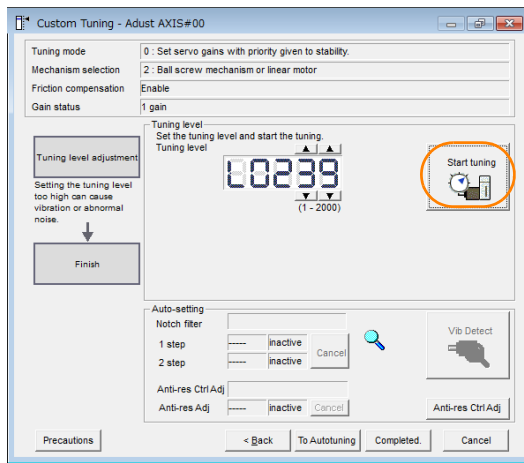 Custom Tuning - Adust AXIS#00
Tuning mode
0 : Set servo gains with priority given to stability.
Mechanism selection
2 : Ball screw mechanism or linear motor
Friction compensation
Enable
Gain status
1 gain
Tuning level adjustment
Setting the tuning level
too high can cause
vibration or abnormal
noise.
Finish
Tuning level
Set the tuning level and start the tuning.
Tuning level
L0239
(1 - 2000)
Start tuning
Auto-setting
Notch filter
1 step
-----
inactive
2 step
-----
inactive
Cancel
Anti-res Ctrl Adj
Anti-res Adj
-----
inactive
Cancel
Vib Detect
Anti-res Ctrl Adj
Precautions
< Back
To Autotuning
Completed.
Cancel